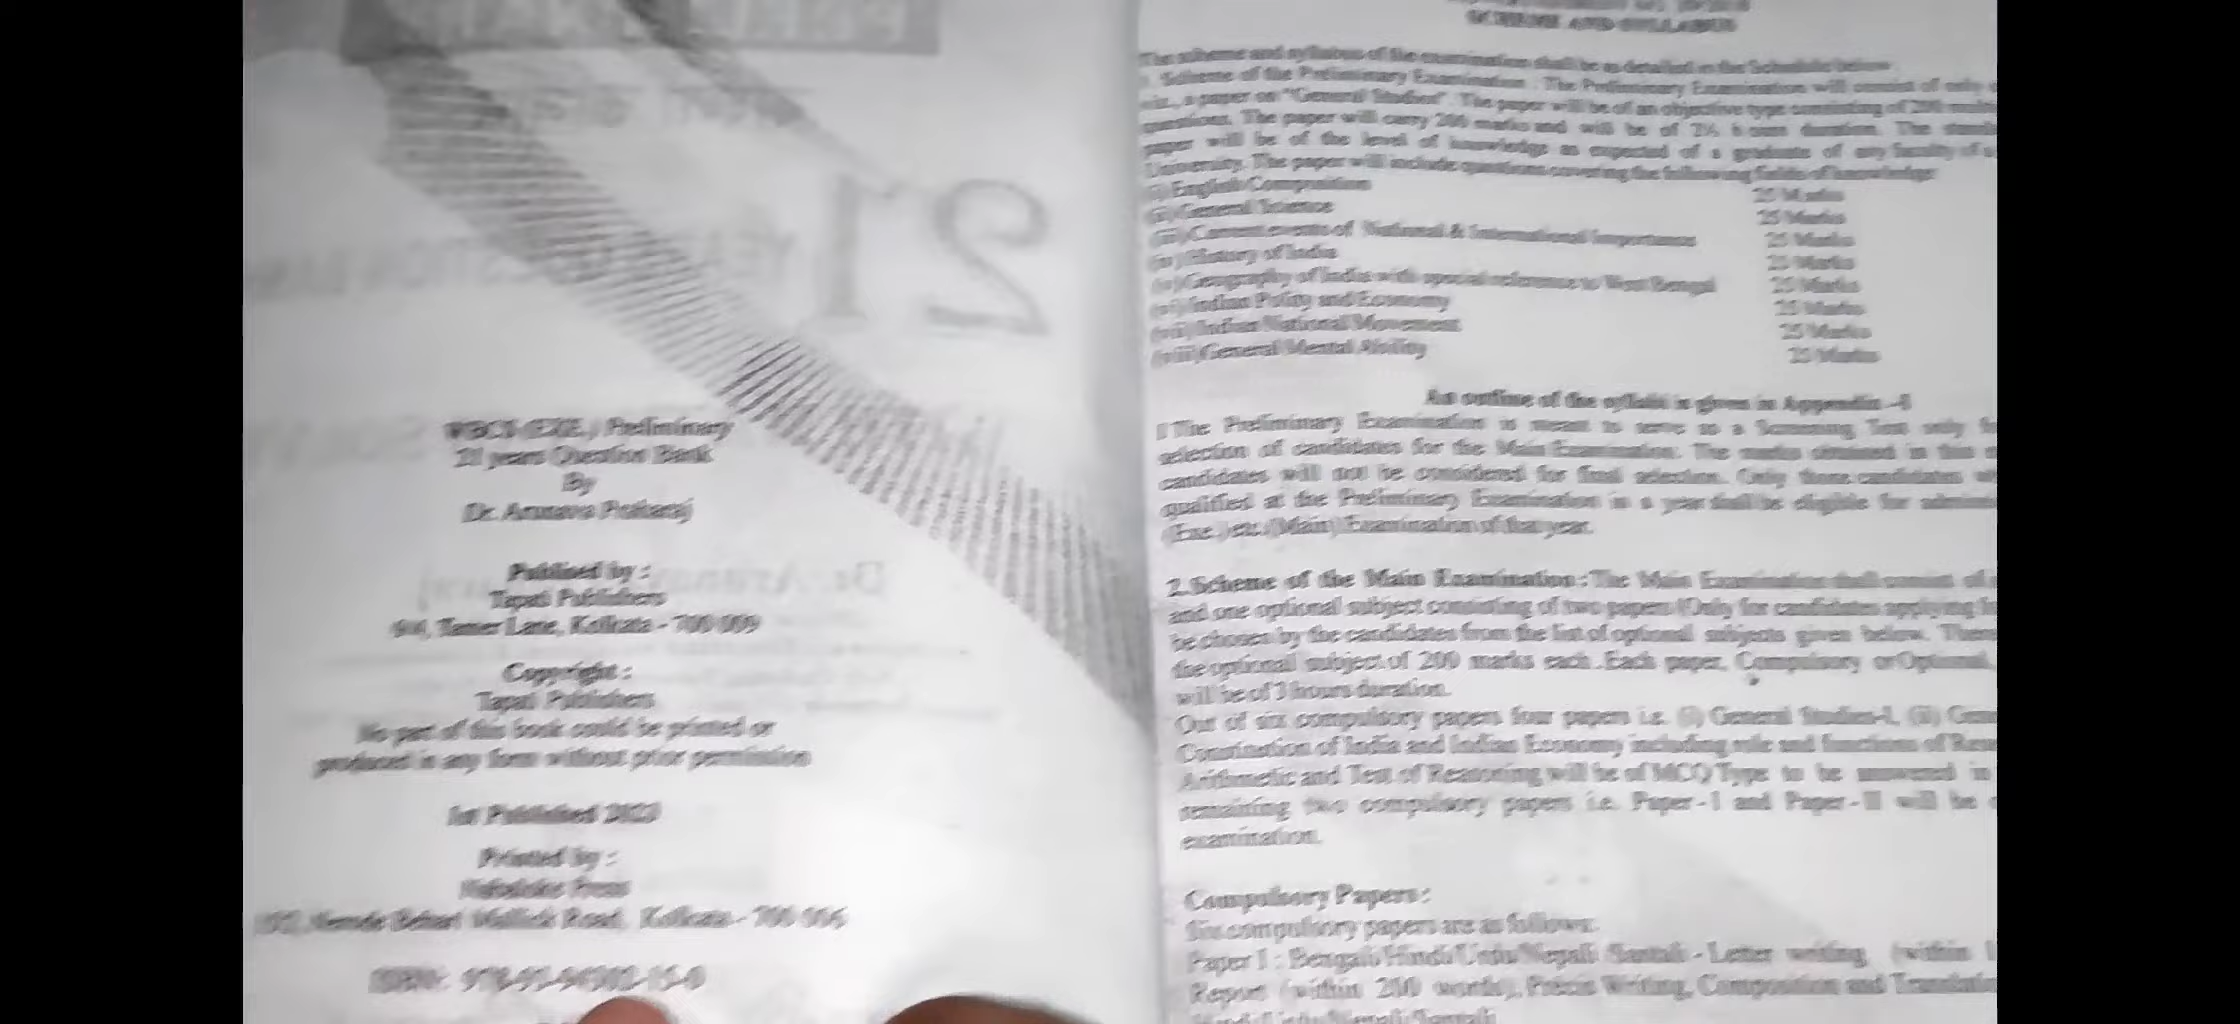 WBCS (EXE.) Preliminary
21 years Question Bank
By
Dr. Arunava Praharaj
Publised by :
Tapati Publishers
Tamer Lane, Kolkata - 700 009
Copyright :
Tapati Publishers
No part of this book could be printed or
produced in any form without prior permission
1st Published
Printed by :
Press
Behari Mallick Road, Kolkata - 700 006
ISBN:
21
SCHEME AND SYLLABUS
The scheme and syllabus of the examination shall be as detailed in the Schedule below
Scheme of the Preliminary Examination : The Preliminary Examination will consist of only
a paper on "General Studies". The paper will be of an objective type consisting of 200
questions. The paper will carry 200 marks and will be of 2½ hours duration. The
paper will be of the level of knowledge as expected of a graduate of any faculty of
University. The paper will include questions covering the following fields of knowledge
(i) English Composition 25 Marks
(ii) General Science 25 Marks
(iii) Current events of National & International Importance 25 Marks
(iv) History of India 25 Marks
(v) Geography of India with special reference to West Bengal 25 Marks
(vi) Indian Polity and Economy 25 Marks
(vii) Indian National Movement 25 Marks
(viii) General Mental Ability 25 Marks
An outline of the syllabi is given in Appendix -I
The Preliminary Examination is meant to serve as a Screening Test only
selection of candidates for the Main Examination. The marks obtained in this
candidates will not be considered for final selection. Only those candidates
qualified at the Preliminary Examination in a year shall be eligible for
(Exe.) etc. (Main) Examination of that year.
2. Scheme of the Main Examination : The Main Examination shall consist of
and one optional subject consisting of two papers (Only for candidates applying
be chosen by the candidates from the list of optional subjects given below. There
the optional subject of 200 marks each. Each paper, Compulsory or Optional,
will be of 3 hours duration.
Out of six compulsory papers four papers i.e. (i) General Studies-I, (ii)
Constitution of India and Indian Economy including role and functions of
Arithmetic and Test of Reasoning will be of MCQ Type to be answered in
remaining two compulsory papers i.e. Paper - I and Paper - II will be
examination.
Compulsory Papers :
Six compulsory papers are as follows:
Paper I : Bengali/Hindi/Urdu/Nepali/Santali - Letter writing (within
Report (within 200 words), Précis Writing, Composition and
Hindi/Urdu/Nepali/Santali